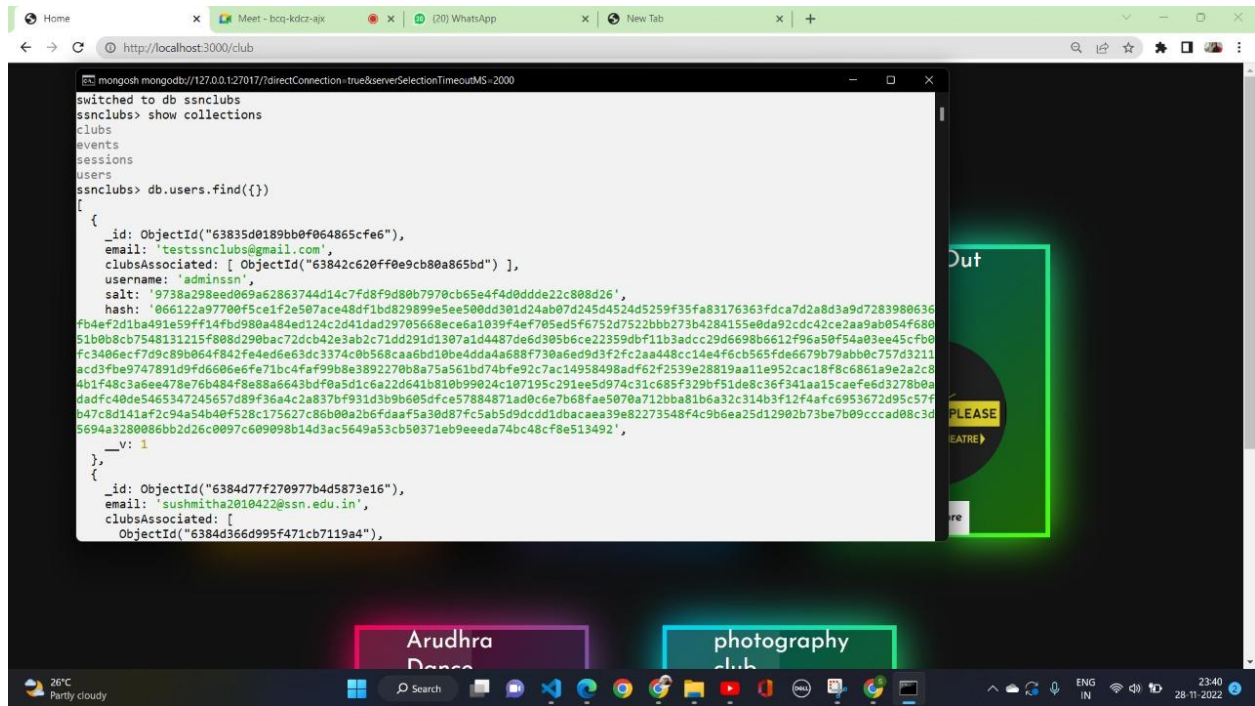 Home
Meet - bcq-kdcz-ajx
(20) WhatsApp
New Tab
http://localhost:3000/club
mongosh mongodb://127.0.0.1:27017/?directConnection=true&serverSelectionTimeoutMS=2000
switched to db ssnclubs
ssnclubs> show collections
clubs
events
sessions
users
ssnclubs> db.users.find({})
[
{
_id: ObjectId("63835d0189bb0f064865cfe6"),
email: 'testssnclubs@gmail.com',
clubsAssociated: [ ObjectId("63842c620ff0e9cb80a865bd") ],
username: 'adminssn',
salt: '9738a298eed069a62863744d14c7fd8f9d80b7970cb65e4f4d0ddde22c808d26',
hash: '066122a97700f5ce1f2e507ace48df1bd829899e5ee500dd301d24ab07d245d4524d5259f35fa83176363fdca7d2a8d3a9d7283980636
fb4ef2d1ba491e59ff14fbd980a484ed124c2d41dad29705668ece6a1039f4ef705ed5f6752d7522bbb273b4284155e0da92cdc42ce2aa9ab054f680
51b0b8cb7548131215f808d290bac72dcb42e3ab2c71dd291d1307a1d4487de6d305b6ce22359dbf11b3adcc29d6698b6612f96a50f54a03ee45cfb0
fc3406ecf7d9c89b064f842fe4ed6e63dc3374c0b568caa6bd10be4dda4a688f730a6ed9d3f2fc2aa448cc14e4f6cb565fde6679b79abb0c757d3211
acd3fbe9747891d9fd6606e6fe71bc4faf99b8e3892270b8a75a561bd74bfe92c7ac14958498adf62f2539e28819aa11e952cac18f8c6861a9e2a2c8
4b1f48c3a6ee478e76b484f8e88a6643bdf0a5d1c6a22d641b810b99024c107195c291ee5d974c31c685f329bf51de8c36f341aa15caefe6d3278b0a
dadfc40de5465347245657d89f36a4c2a837bf931d3b9b605dfce57884871ad0c6e7b68fae5070a712bba81b6a32c314b3f12f4afc6953672d95c57f
b47c8d141af2c94a54b40f528c175627c86b00a2b6fdaaf5a30d87fc5ab5d9dcdd1dbacaea39e82273548f4c9b6ea25d12902b73be7b09cccad08c3d
5694a3280086bb2d26c0097c609098b14d3ac5649a53cb50371eb9eeeda74bc48cf8e513492',
__v: 1
},
{
_id: ObjectId("6384d77f270977b4d5873e16"),
email: 'sushmitha2010422@ssn.edu.in',
clubsAssociated: [
ObjectId("6384d366d995f471cb7119a4"),
Out
PLEASE
EATRE
re
Arudhra
Dance
photography
club
26°C
Partly cloudy
Search
DELL
ENG
IN
23:40
28-11-2022
2